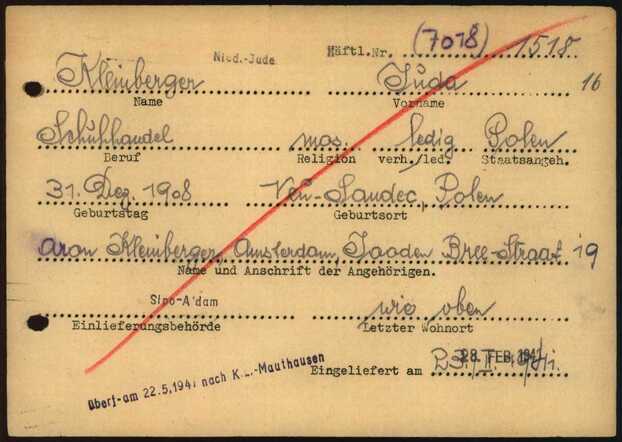 Nied.-Jude Häftl.Nr. (7018) 1518
Kleinberger Juda 16
Name Vorname
Schuhhandel mos. ledig Polen
Beruf Religion verh./led. Staatsangeh.
31. Dez. 1908 Neu-Sandec, Polen
Geburtstag Geburtsort
Aron Kleinberger, Amsterdam, Jooden Bree-Straat 19
Name und Anschrift der Angehörigen.
Sipo-A'dam wie oben
Einlieferungsbehörde Letzter Wohnort
Eingeliefert am 28. FEB. 1941
überf. am 22.5.1941 nach K.L.-Mauthausen